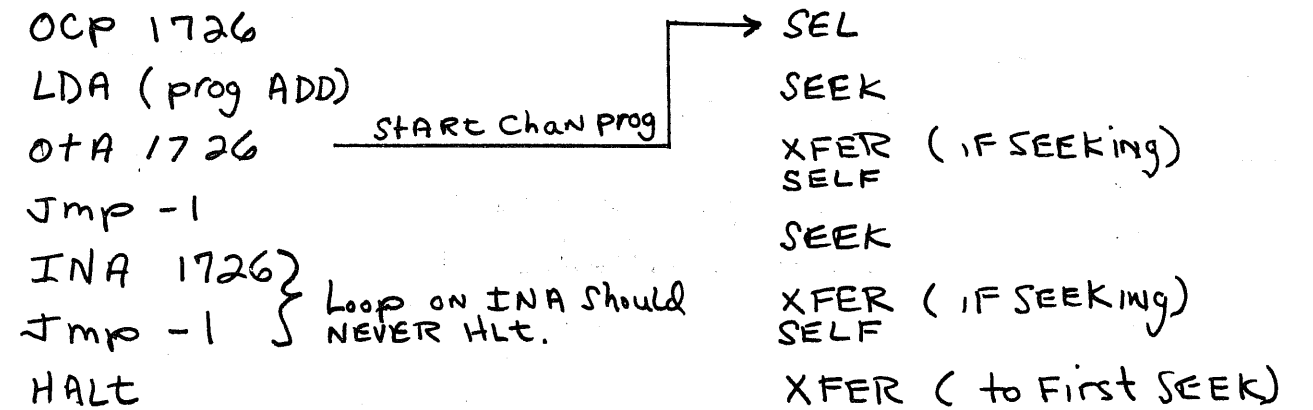 OCP 1726
LDA (prog ADD)
OtA 1726
Jmp -1
INA 1726
Jmp -1
HALt
StARt Chan prog
Loop ON INA Should
NEVER HLt.
SEL
SEEK
XFER (IF SEEKing)
SELF
SEEK
XFER (IF SEEKing)
SELF
XFER ( to First SEEK)